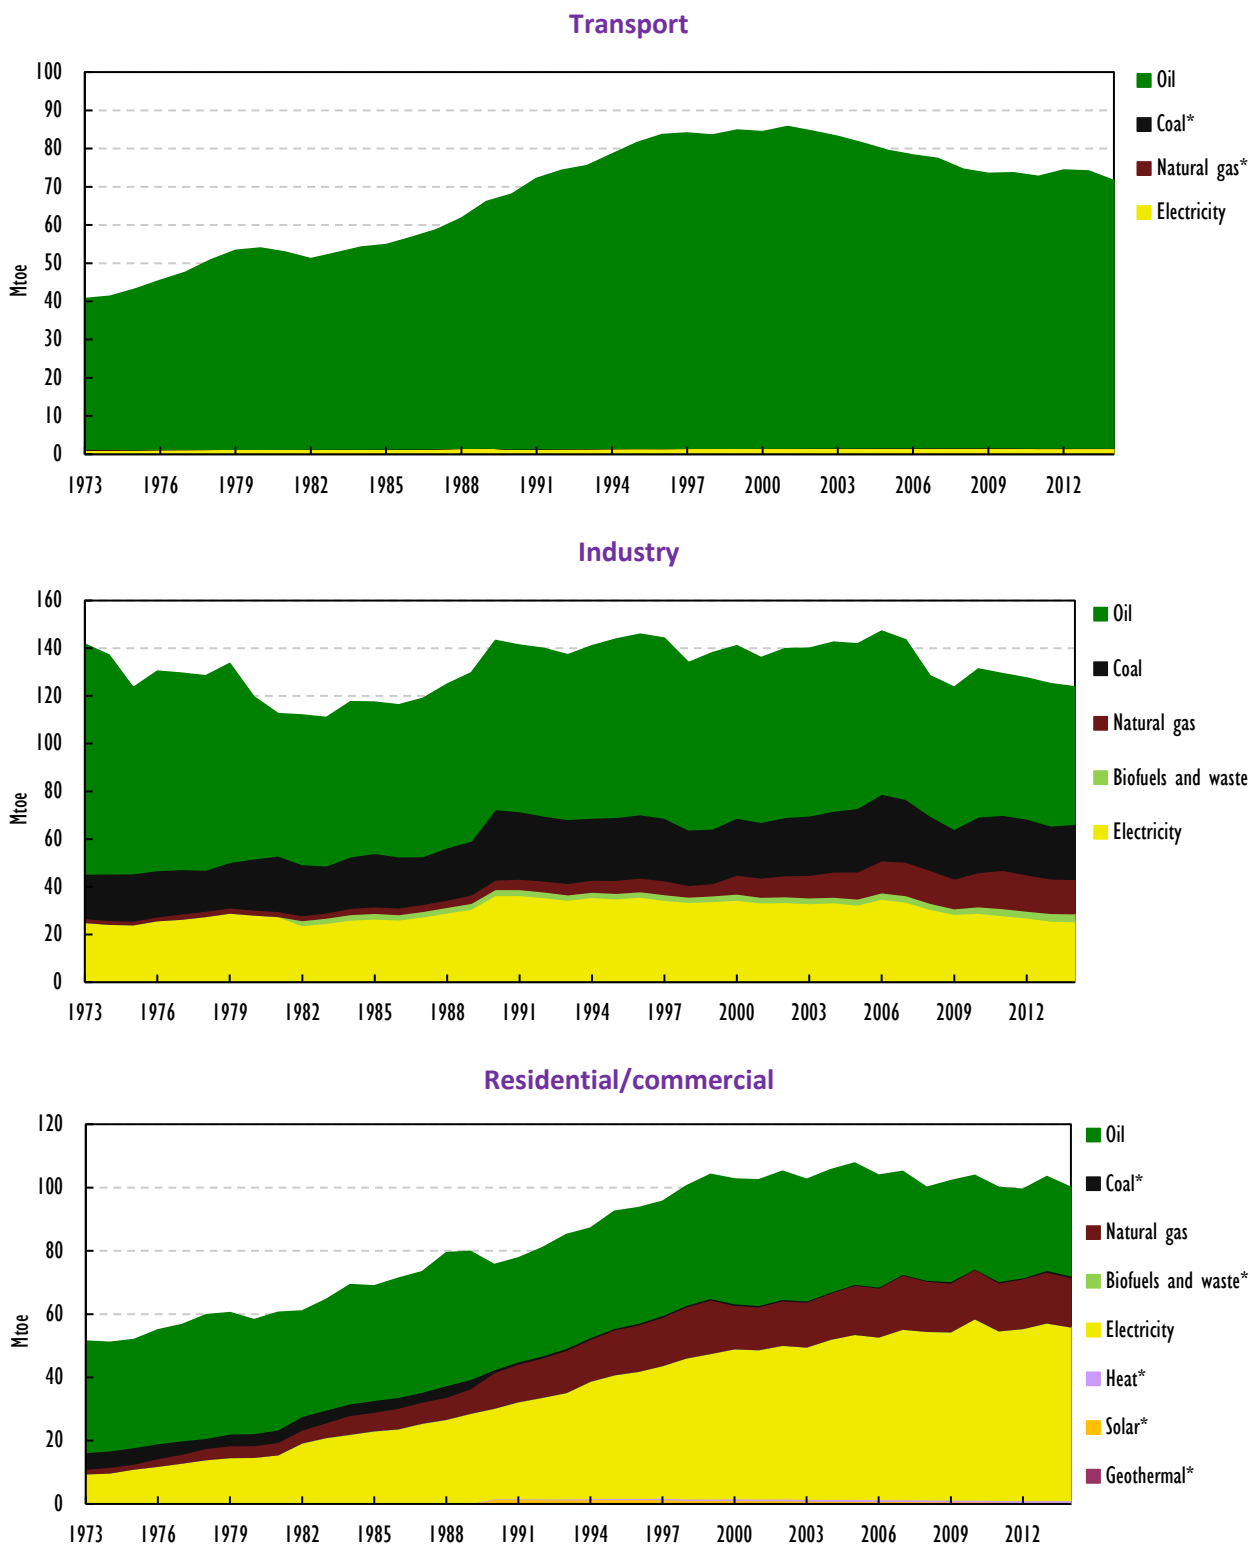 Transport
100
90
80
70
60
50
40
30
20
10
0
Mtoe
1973 1976 1979 1982 1985 1988 1991 1994 1997 2000 2003 2006 2009 2012
Oil
Coal*
Natural gas*
Electricity
Industry
160
140
120
100
80
60
40
20
0
Mtoe
1973 1976 1979 1982 1985 1988 1991 1994 1997 2000 2003 2006 2009 2012
Oil
Coal
Natural gas
Biofuels and waste
Electricity
Residential/commercial
120
100
80
60
40
20
0
Mtoe
1973 1976 1979 1982 1985 1988 1991 1994 1997 2000 2003 2006 2009 2012
Oil
Coal*
Natural gas
Biofuels and waste*
Electricity
Heat*
Solar*
Geothermal*